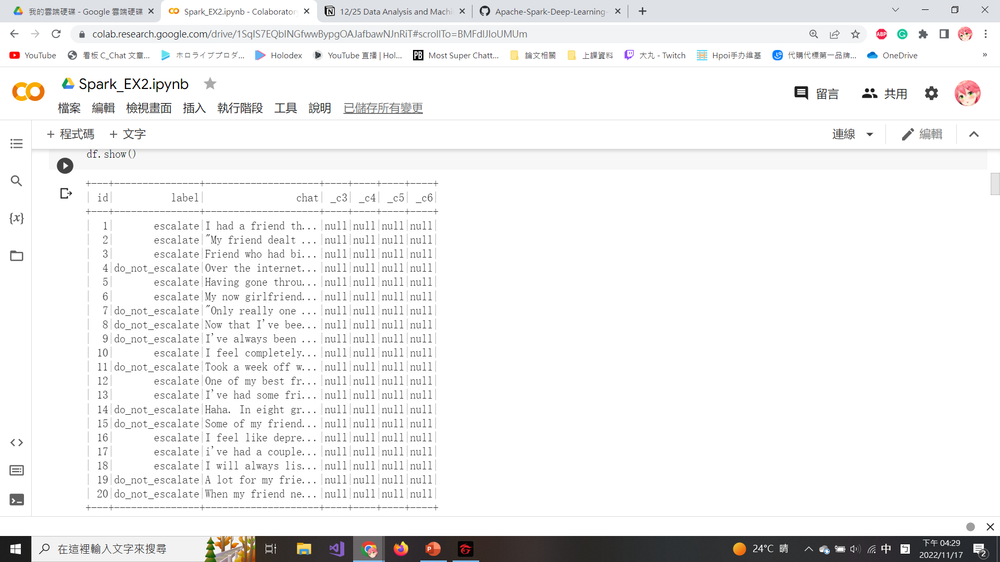 我的雲端硬碟 - Google 雲端硬碟
Spark_EX2.ipynb - Colaboratory
12/25 Data Analysis and Machi
Apache-Spark-Deep-Learning-
colab.research.google.com/drive/1SqIS7EQbINGfwwBypgOAJafbawNJnRiT#scrollTo=BMFdlJIoUMUm
ABP
YouTube
看板 C_Chat 文章...
ホロライブプロダ...
Holodex
YouTube 直播 | Hol...
PB
Most Super Chatt...
論文相關
上課資料
大丸 - Twitch
Hpoi手办维基
代購代標第一品牌...
OneDrive
»
Spark_EX2.ipynb
留言
共用
檔案 編輯 檢視畫面 插入 執行階段 工具 說明 已儲存所有變更
+ 程式碼 + 文字
連線
編輯
df.show()
+---+---------------+--------------------+----+----+----+----+
| id|          label|                chat| _c3| _c4| _c5| _c6|
+---+---------------+--------------------+----+----+----+----+
|  1|       escalate|I had a friend th...|null|null|null|null|
|  2|       escalate|"My friend dealt ...|null|null|null|null|
|  3|       escalate|Friend who had bi...|null|null|null|null|
|  4|do_not_escalate|Over the internet...|null|null|null|null|
|  5|       escalate|Having gone throu...|null|null|null|null|
|  6|       escalate|My now girlfriend...|null|null|null|null|
|  7|do_not_escalate|"Only really one ...|null|null|null|null|
|  8|do_not_escalate|Now that I've bee...|null|null|null|null|
|  9|do_not_escalate|I've always been ...|null|null|null|null|
| 10|       escalate|I feel completely...|null|null|null|null|
| 11|do_not_escalate|Took a week off w...|null|null|null|null|
| 12|       escalate|One of my best fr...|null|null|null|null|
| 13|       escalate|I've had some fri...|null|null|null|null|
| 14|do_not_escalate|Haha. In eight gr...|null|null|null|null|
| 15|do_not_escalate|Some of my friend...|null|null|null|null|
| 16|       escalate|I feel like depre...|null|null|null|null|
| 17|       escalate|i've had a couple...|null|null|null|null|
| 18|       escalate|I will always lis...|null|null|null|null|
| 19|do_not_escalate|A lot for my frie...|null|null|null|null|
| 20|do_not_escalate|When my friend ne...|null|null|null|null|
+---+---------------+--------------------+----+----+----+----+
{x}
在這裡輸入文字來搜尋
24°C 晴
中
下午 04:29
2022/11/17
2